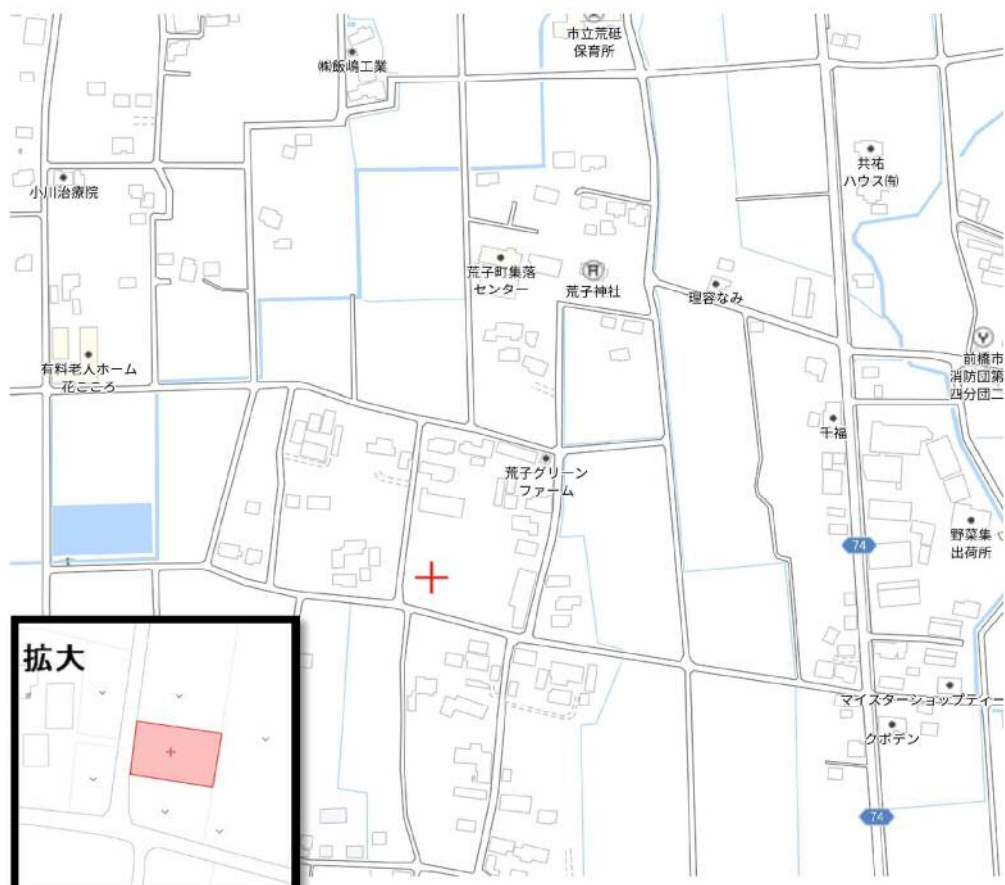 市立荒砥
保育所
㈱飯嶋工業
共祐
ハウス㈲
小川治療院
荒子町集落
センター
荒子神社
理容なみ
前橋市
消防団第
四分団二
有料老人ホーム
花こころ
千福
荒子グリーン
ファーム
74
野菜集
出荷所
拡大
マイスターショップティー
クボデン
74